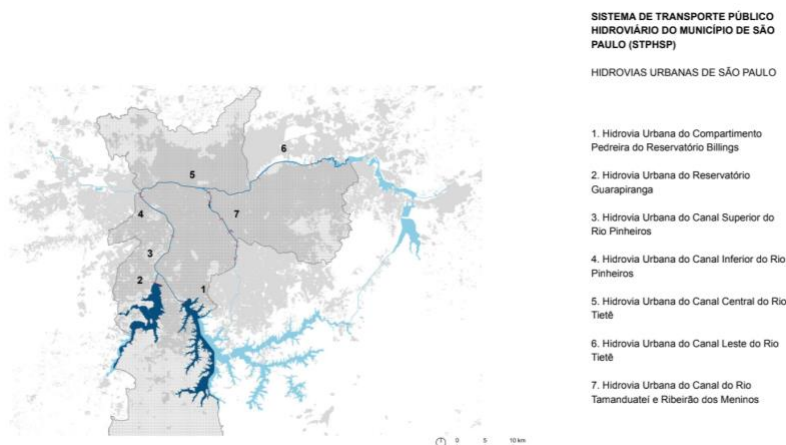 SISTEMA DE TRANSPORTE PÚBLICO
HIDROVIÁRIO DO MUNICÍPIO DE SÃO
PAULO (STPHSP)
HIDROVIAS URBANAS DE SÃO PAULO
1. Hidrovia Urbana do Compartimento
Pedreira do Reservatório Billings
2. Hidrovia Urbana do Reservatório
Guarapiranga
3. Hidrovia Urbana do Canal Superior do
Rio Pinheiros
4. Hidrovia Urbana do Canal Inferior do Rio
Pinheiros
5. Hidrovia Urbana do Canal Central do Rio
Tietê
6. Hidrovia Urbana do Canal Leste do Rio
Tietê
7. Hidrovia Urbana do Canal do Rio
Tamanduateí e Ribeirão dos Meninos
6
5
4
7
3
2
1
0 5 10 km